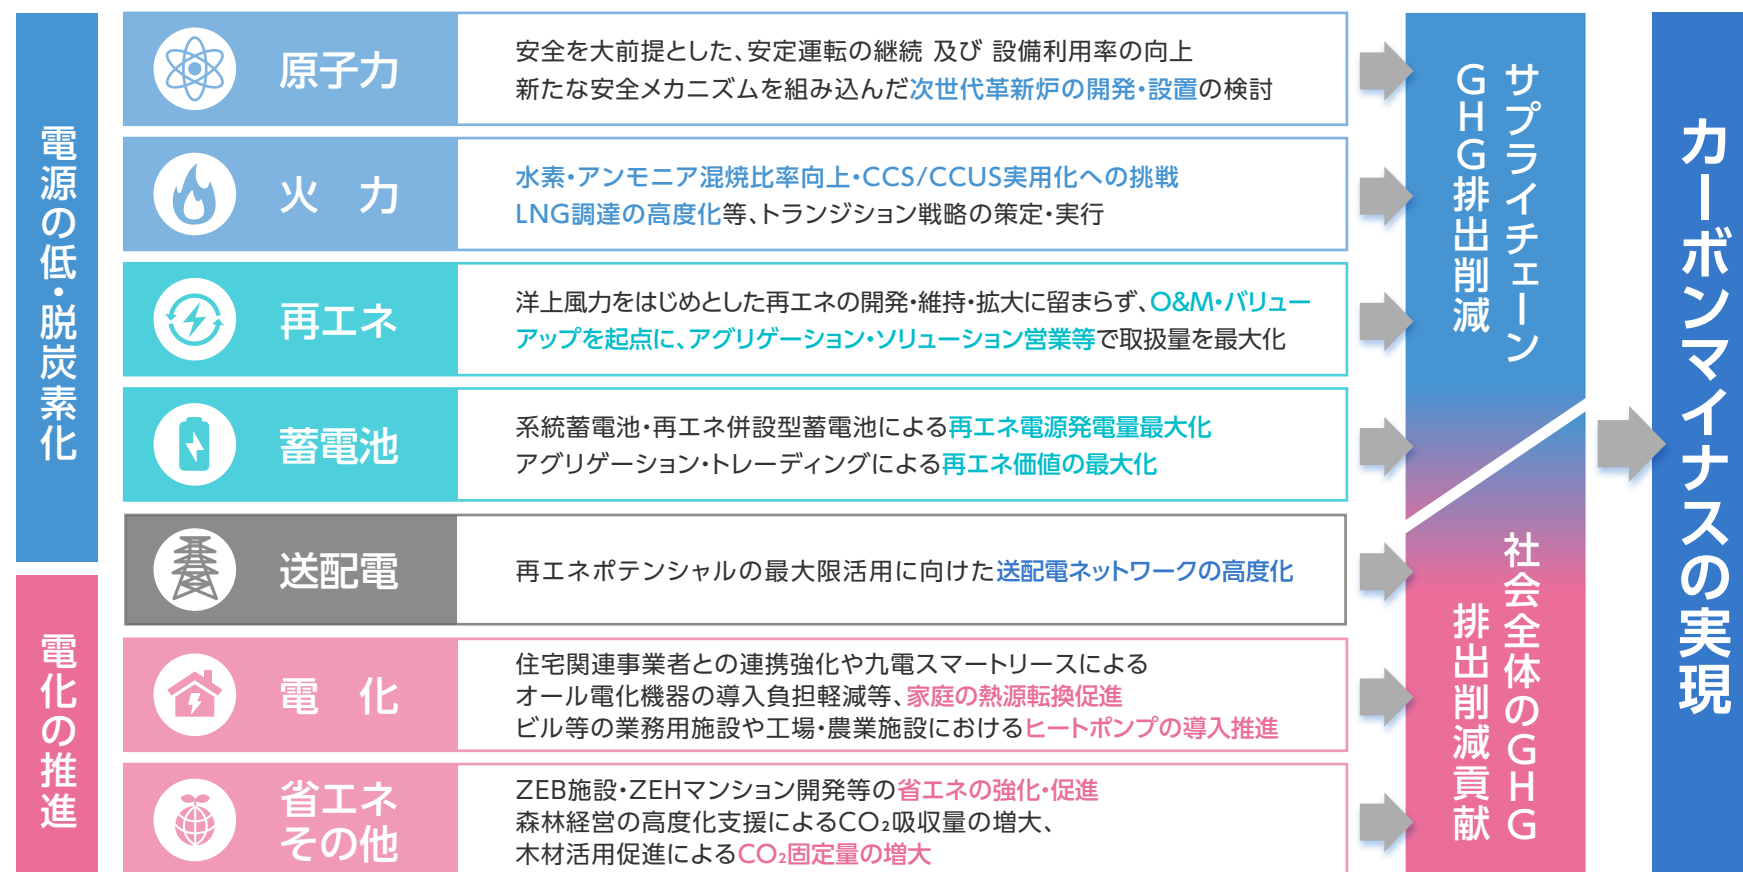 電源の低・脱炭素化
原子力
安全を大前提とした、安定運転の継続 及び 設備利用率の向上
新たな安全メカニズムを組み込んだ次世代革新炉の開発・設置の検討
火 力
水素・アンモニア混焼比率向上・CCS/CCUS実用化への挑戦
LNG調達の高度化等、トランジション戦略の策定・実行
再エネ
洋上風力をはじめとした再エネの開発・維持・拡大に留まらず、O&M・バリュー
アップを起点に、アグリゲーション・ソリューション営業等で取扱量を最大化
蓄電池
系統蓄電池・再エネ併設型蓄電池による再エネ電源発電量最大化
アグリゲーション・トレーディングによる再エネ価値の最大化
送配電
再エネポテンシャルの最大限活用に向けた送配電ネットワークの高度化
電化の推進
電 化
住宅関連事業者との連携強化や九電スマートリースによる
オール電化機器の導入負担軽減等、家庭の熱源転換促進
ビル等の業務用施設や工場・農業施設におけるヒートポンプの導入推進
省エネ
その他
ZEB施設・ZEHマンション開発等の省エネの強化・促進
森林経営の高度化支援によるCO₂吸収量の増大、
木材活用促進によるCO₂固定量の増大
サプライチェーン
GHG排出削減
社会全体のGHG
排出削減貢献
カーボンマイナスの実現